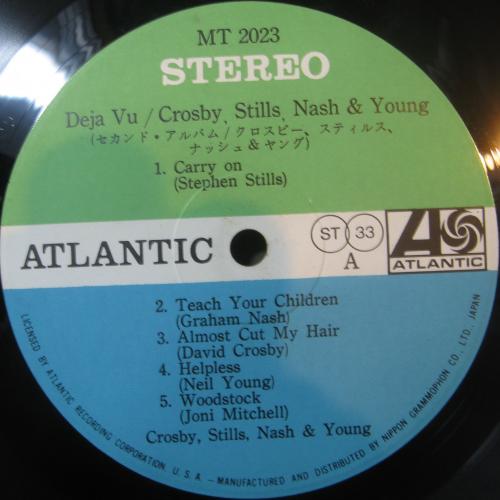 MT 2023
STEREO
Deja Vu / Crosby, Stills, Nash & Young
(セカンド・アルバム/クロスビー、スティルス、
ナッシュ&ヤング)
1. Carry on
(Stephen Stills)
ATLANTIC
ST 33
A
ATLANTIC
2. Teach Your Children
(Graham Nash)
3. Almost Cut My Hair
(David Crosby)
4. Helpless
(Neil Young)
5. Woodstock
(Joni Mitchell)
Crosby, Stills, Nash & Young
LICENSED BY ATLANTIC RECORDING CORPORATION, U.S.A. - MANUFACTURED AND DISTRIBUTED BY NIPPON GRAMMOPHON CO., LTD., JAPAN